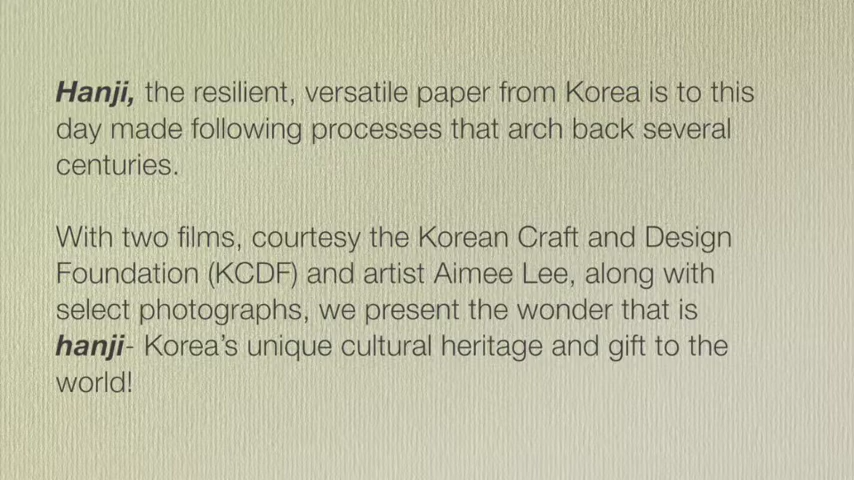 Hanji, the resilient, versatile paper from Korea is to this
day made following processes that arch back several
centuries.
With two films, courtesy the Korean Craft and Design
Foundation (KCDF) and artist Aimee Lee, along with
select photographs, we present the wonder that is
hanji- Korea's unique cultural heritage and gift to the
world!